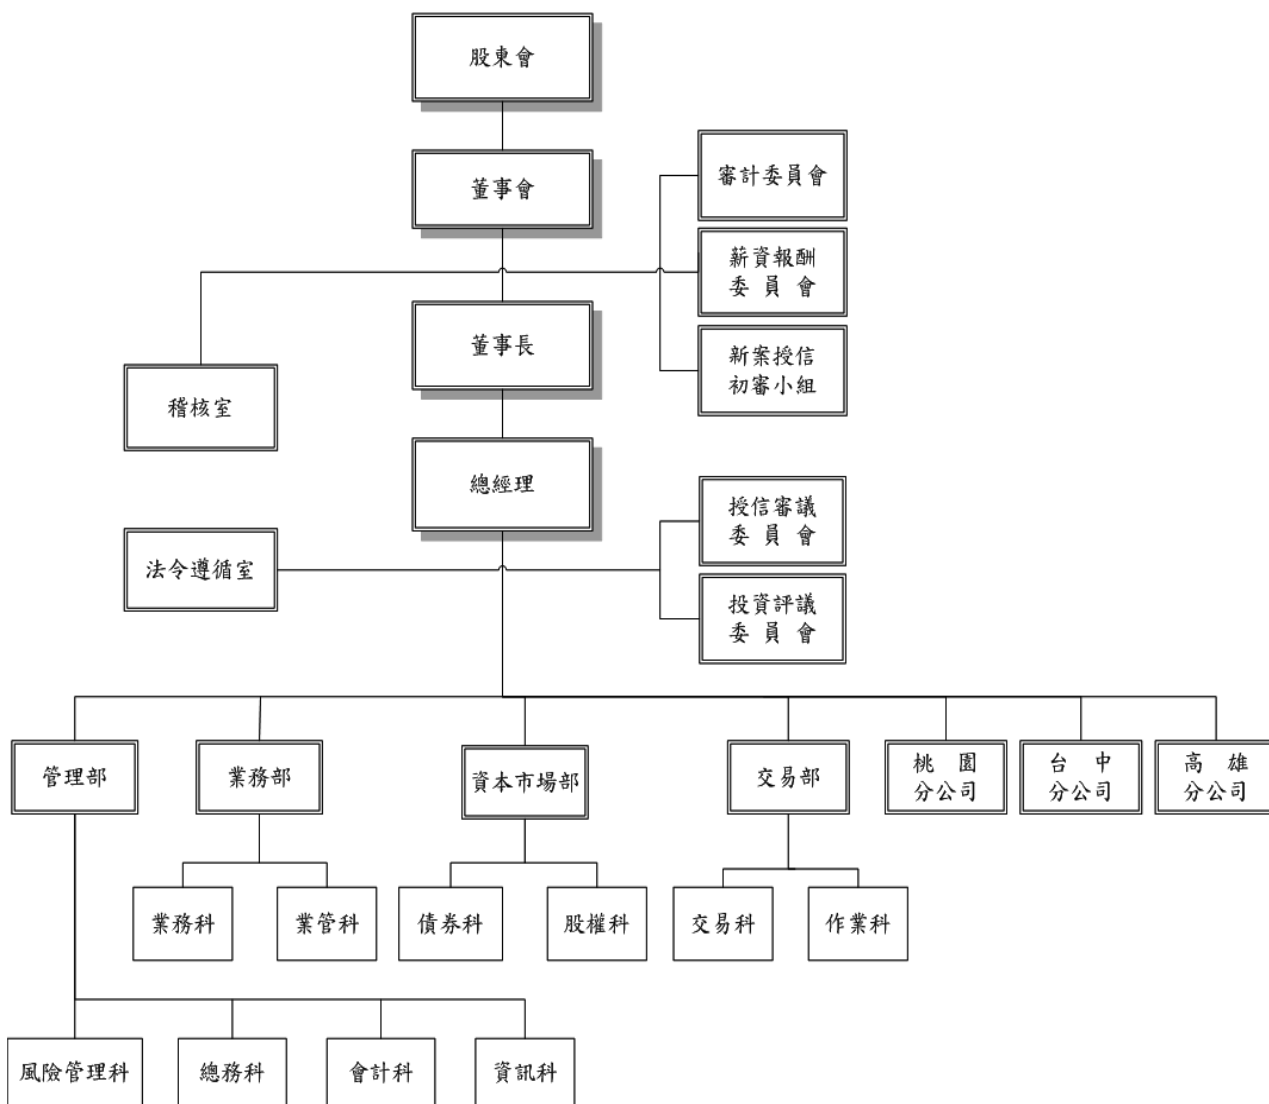 股東會
董事會
審計委員會
薪資報酬
委員會
董事長
新案授信
初審小組
稽核室
總經理
授信審議
委員會
法令遵循室
投資評議
委員會
管理部
業務部
資本市場部
交易部
桃園
分公司
台中
分公司
高雄
分公司
業務科
業管科
債券科
股權科
交易科
作業科
風險管理科
總務科
會計科
資訊科